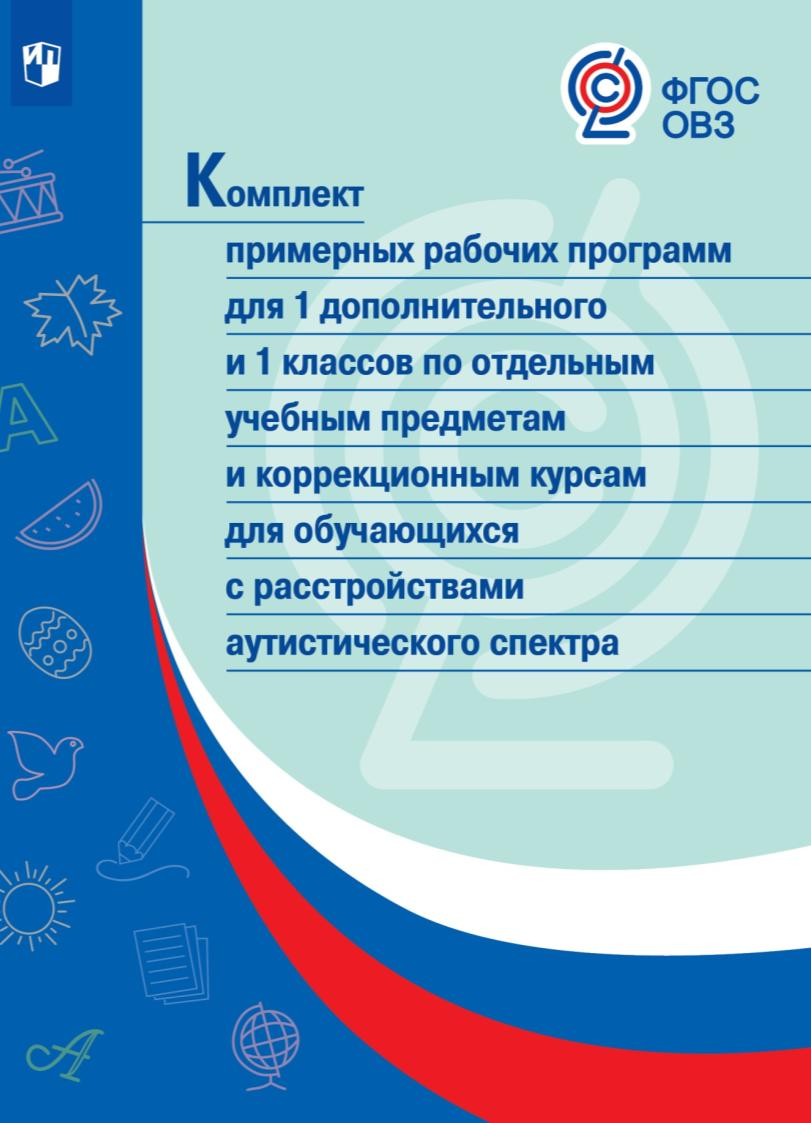 ИП
ФГОС
ОВЗ
Комплект
примерных рабочих программ
для 1 дополнительного
и 1 классов по отдельным
учебным предметам
и коррекционным курсам
для обучающихся
с расстройствами
аутистического спектра
А
А